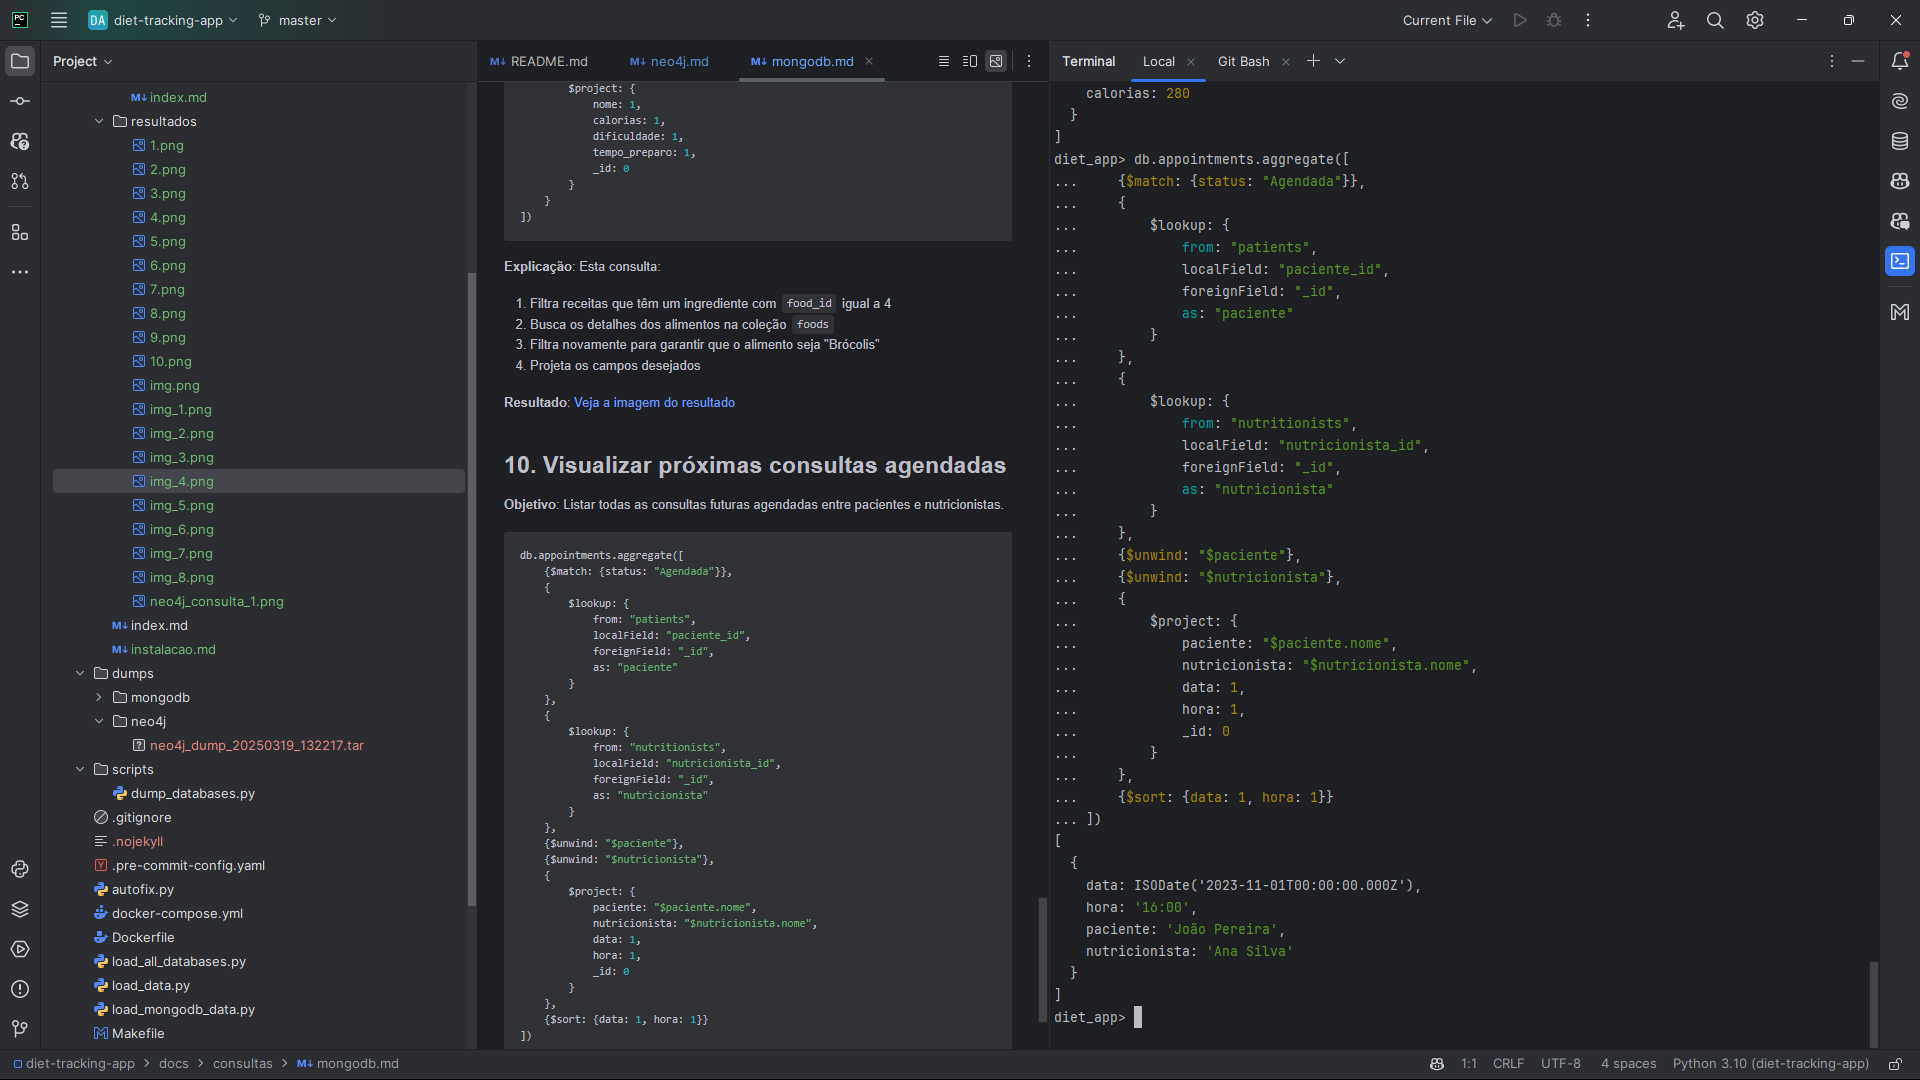 PC
DA diet-tracking-app
master
Current File
Project
index.md
resultados
1.png
2.png
3.png
4.png
5.png
6.png
7.png
8.png
9.png
10.png
img.png
img_1.png
img_2.png
img_3.png
img_4.png
img_5.png
img_6.png
img_7.png
img_8.png
neo4j_consulta_1.png
index.md
instalacao.md
dumps
mongodb
neo4j
neo4j_dump_20250319_132217.tar
scripts
dump_databases.py
.gitignore
.nojekyll
.pre-commit-config.yaml
autofix.py
docker-compose.yml
Dockerfile
load_all_databases.py
load_data.py
load_mongodb_data.py
Makefile
README.md
neo4j.md
mongodb.md
$project: {
nome: 1,
calorias: 1,
dificuldade: 1,
tempo_preparo: 1,
_id: 0
}
}
])
Explicação: Esta consulta:
1. Filtra receitas que têm um ingrediente com food_id igual a 4
2. Busca os detalhes dos alimentos na coleção foods
3. Filtra novamente para garantir que o alimento seja "Brócolis"
4. Projeta os campos desejados
Resultado: Veja a imagem do resultado
10. Visualizar próximas consultas agendadas
Objetivo: Listar todas as consultas futuras agendadas entre pacientes e nutricionistas.
db.appointments.aggregate([
{$match: {status: "Agendada"}},
{
$lookup: {
from: "patients",
localField: "paciente_id",
foreignField: "_id",
as: "paciente"
}
},
{
$lookup: {
from: "nutritionists",
localField: "nutricionista_id",
foreignField: "_id",
as: "nutricionista"
}
},
{$unwind: "$paciente"},
{$unwind: "$nutricionista"},
{
$project: {
paciente: "$paciente.nome",
nutricionista: "$nutricionista.nome",
data: 1,
hora: 1,
_id: 0
}
},
{$sort: {data: 1, hora: 1}}
])
Terminal
Local
Git Bash
calorias: 280
}
]
diet_app> db.appointments.aggregate([
... {$match: {status: "Agendada"}},
... {
... $lookup: {
... from: "patients",
... localField: "paciente_id",
... foreignField: "_id",
... as: "paciente"
... }
... },
... {
... $lookup: {
... from: "nutritionists",
... localField: "nutricionista_id",
... foreignField: "_id",
... as: "nutricionista"
... }
... },
... {$unwind: "$paciente"},
... {$unwind: "$nutricionista"},
... {
... $project: {
... paciente: "$paciente.nome",
... nutricionista: "$nutricionista.nome",
... data: 1,
... hora: 1,
... _id: 0
... }
... },
... {$sort: {data: 1, hora: 1}}
... ])
[
{
data: ISODate('2023-11-01T00:00:00.000Z'),
hora: '16:00',
paciente: 'João Pereira',
nutricionista: 'Ana Silva'
}
]
diet_app>
diet-tracking-app > docs > consultas > mongodb.md
1:1 CRLF UTF-8 4 spaces Python 3.10 (diet-tracking-app)